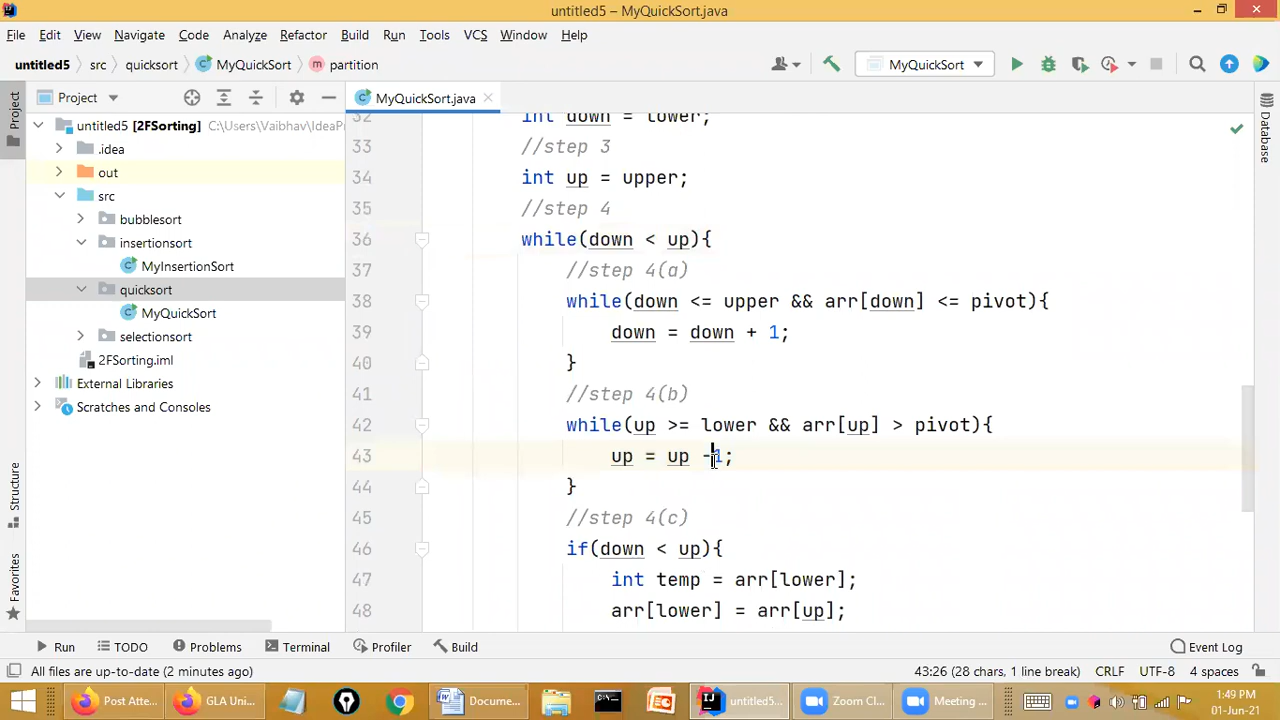 untitled5 – MyQuickSort.java
File Edit View Navigate Code Analyze Refactor Build Run Tools VCS Window Help
untitled5 src quicksort MyQuickSort partition MyQuickSort
Project
Project
MyQuickSort.java
Database
untitled5 [2FSorting] C:\Users\Vaibhav\IdeaPr
.idea
out
src
bubblesort
insertionsort
MyInsertionSort
quicksort
MyQuickSort
selectionsort
2FSorting.iml
External Libraries
Scratches and Consoles
Structure
Favorites
32 int down = lower;
33 //step 3
34 int up = upper;
35 //step 4
36 while(down < up){
37 //step 4(a)
38 while(down <= upper && arr[down] <= pivot){
39 down = down + 1;
40 }
41 //step 4(b)
42 while(up >= lower && arr[up] > pivot){
43 up = up -1;
44 }
45 //step 4(c)
46 if(down < up){
47 int temp = arr[lower];
48 arr[lower] = arr[up];
Run TODO Problems Terminal Profiler Build Event Log
All files are up-to-date (2 minutes ago) 43:26 (28 chars, 1 line break) CRLF UTF-8 4 spaces
Post Atte... GLA Uni... Docume... untitled5... Zoom Cl... Meeting ...
1:49 PM
01-Jun-21